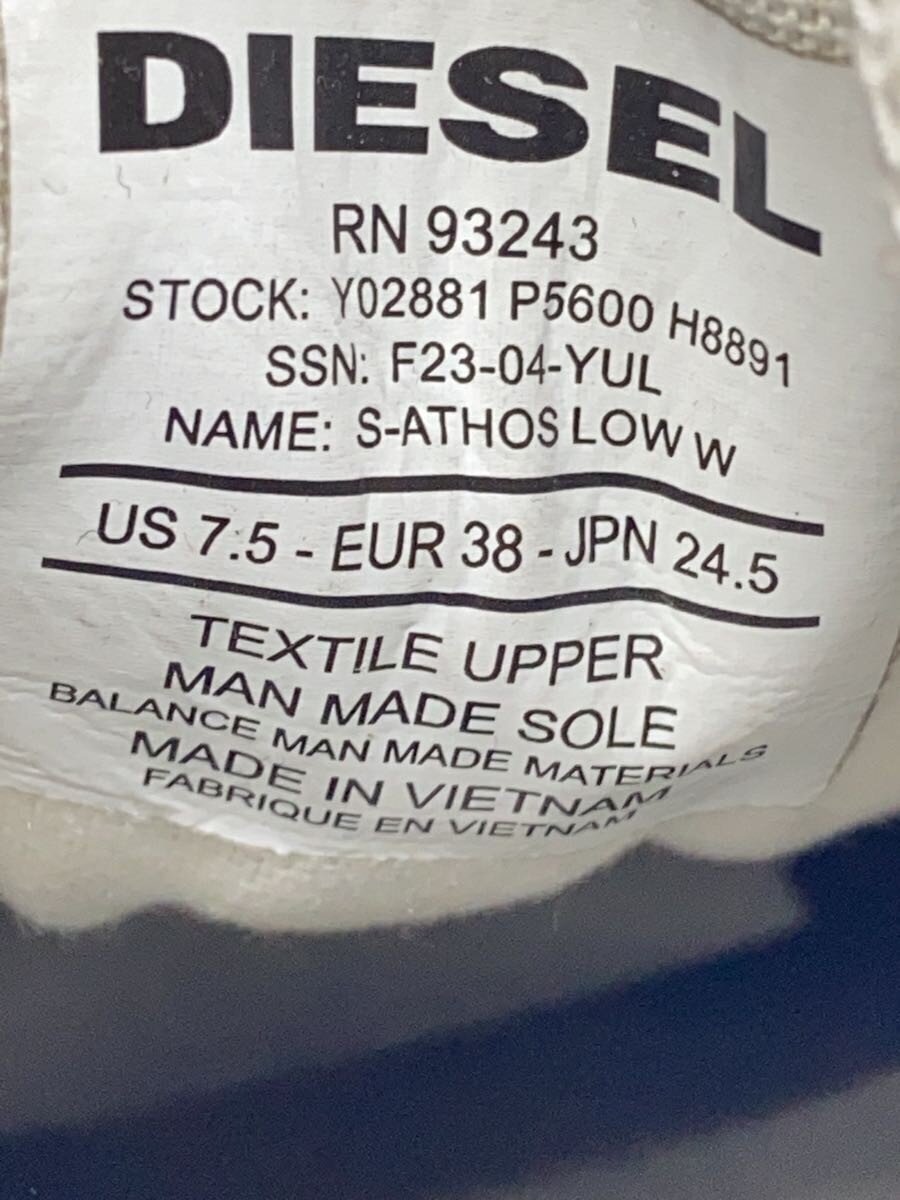 DIESEL
RN 93243
STOCK: Y02881 P5600 H8891
SSN: F23-04-YUL
NAME: S-ATHOS LOW W
US 7.5 - EUR 38 - JPN 24.5
TEXTILE UPPER
MAN MADE SOLE
BALANCE MAN MADE MATERIALS
MADE IN VIETNAM
FABRIQUE EN VIETNAM